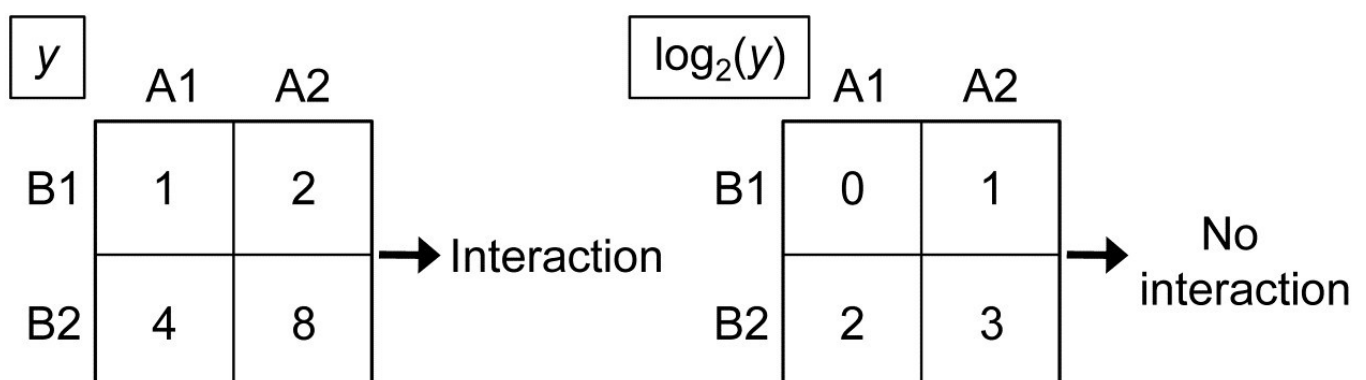 y
A1 A2
B1 1 2
B2 4 8
Interaction
log₂(y)
A1 A2
B1 0 1
B2 2 3
No
interaction